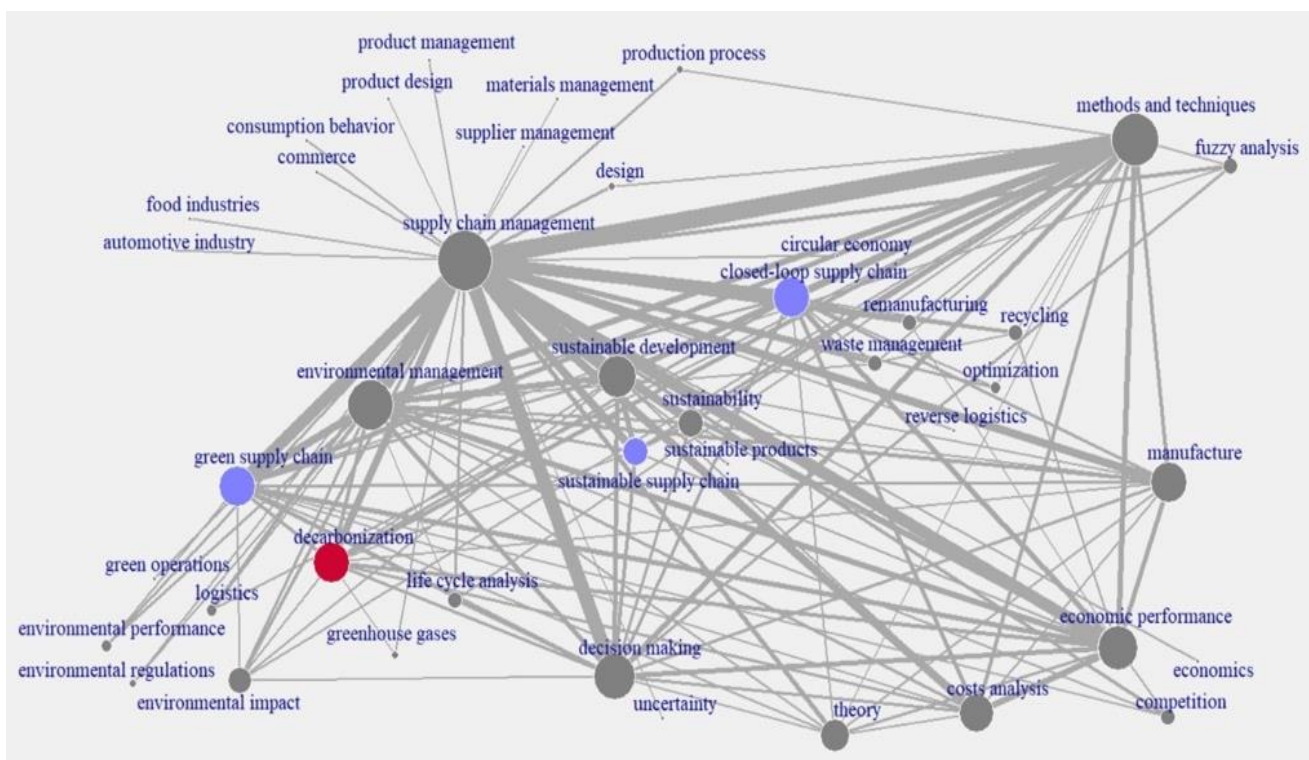 product management
production process
product design
materials management
methods and techniques
consumption behavior
supplier management
commerce
fuzzy analysis
design
food industries
supply chain management
automotive industry
circular economy
closed-loop supply chain
remanufacturing
recycling
sustainable development
waste management
environmental management
optimization
sustainability
reverse logistics
green supply chain
sustainable products
manufacture
sustainable supply chain
decarbonization
green operations
life cycle analysis
logistics
environmental performance
greenhouse gases
economic performance
decision making
environmental regulations
economics
environmental impact
uncertainty
theory
costs analysis
competition